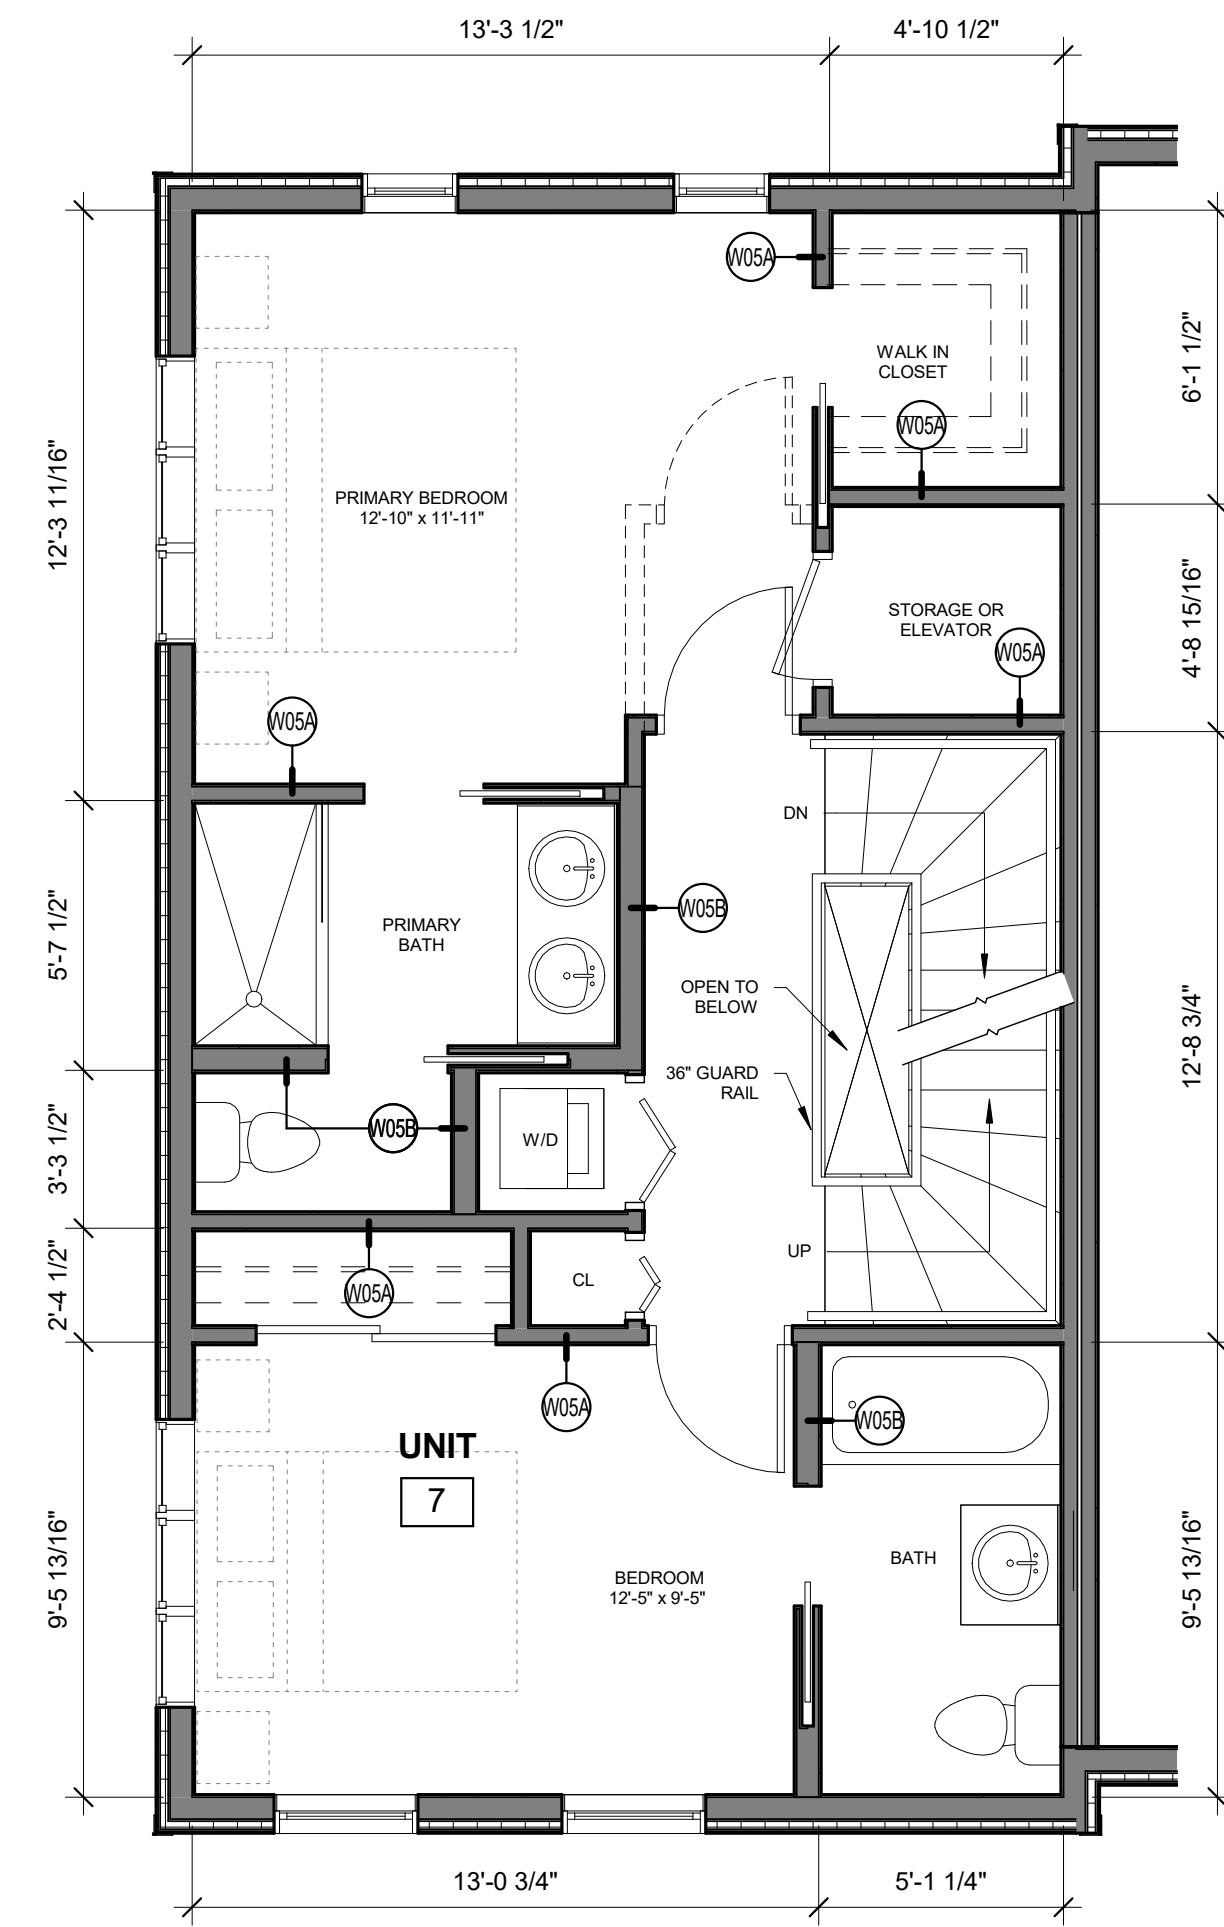 13'-3 1/2"
4'-10 1/2"
W05A
WALK IN
CLOSET
6'-1 1/2"
W05A
12'-3 11/16"
PRIMARY BEDROOM
12'-10" x 11'-11"
STORAGE OR
ELEVATOR
4'-8 15/16"
W05A
W05A
DN
5'-7 1/2"
PRIMARY
BATH
W05B
OPEN TO
BELOW
12'-8 3/4"
36" GUARD
RAIL
3'-3 1/2"
W05B
W/D
UP
2'-4 1/2"
W05A
CL
W05A
W05B
UNIT
7
9'-5 13/16"
BEDROOM
12'-5" x 9'-5"
BATH
9'-5 13/16"
13'-0 3/4"
5'-1 1/4"